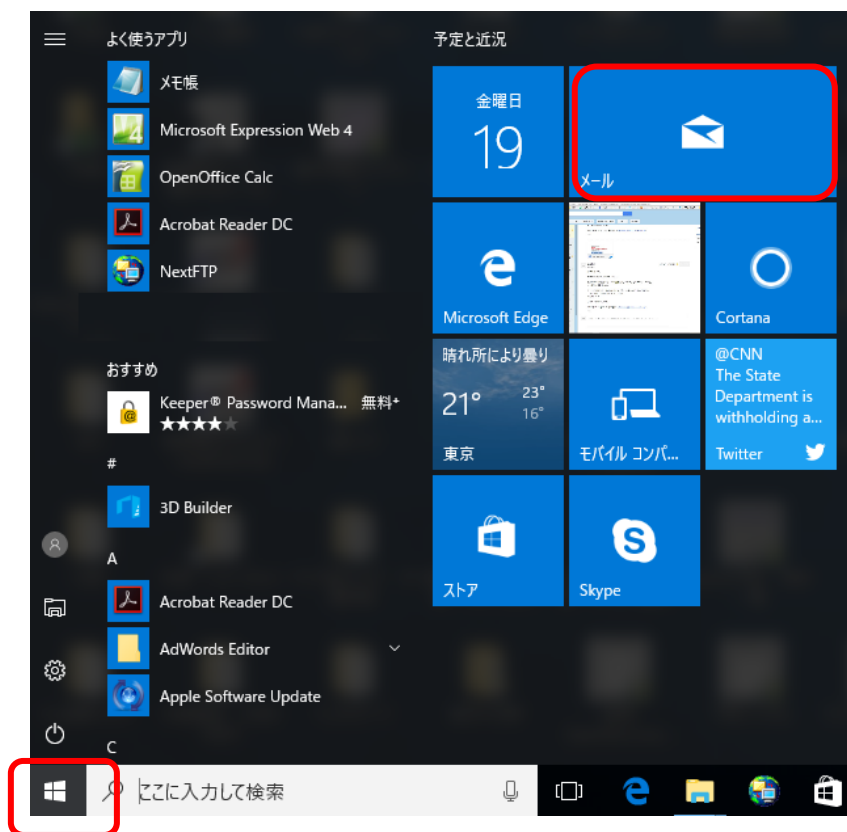 よく使うアプリ
メモ帳
Microsoft Expression Web 4
OpenOffice Calc
Acrobat Reader DC
NextFTP
おすすめ
Keeper® Password Mana... 無料+
#
3D Builder
A
Acrobat Reader DC
AdWords Editor
Apple Software Update
C
予定と近況
金曜日
19
メール
Microsoft Edge
Cortana
晴れ所により曇り
21° 23°
16°
東京
モバイル コンパ...
@CNN
The State
Department is
withholding a...
Twitter
ストア
Skype
ここに入力して検索